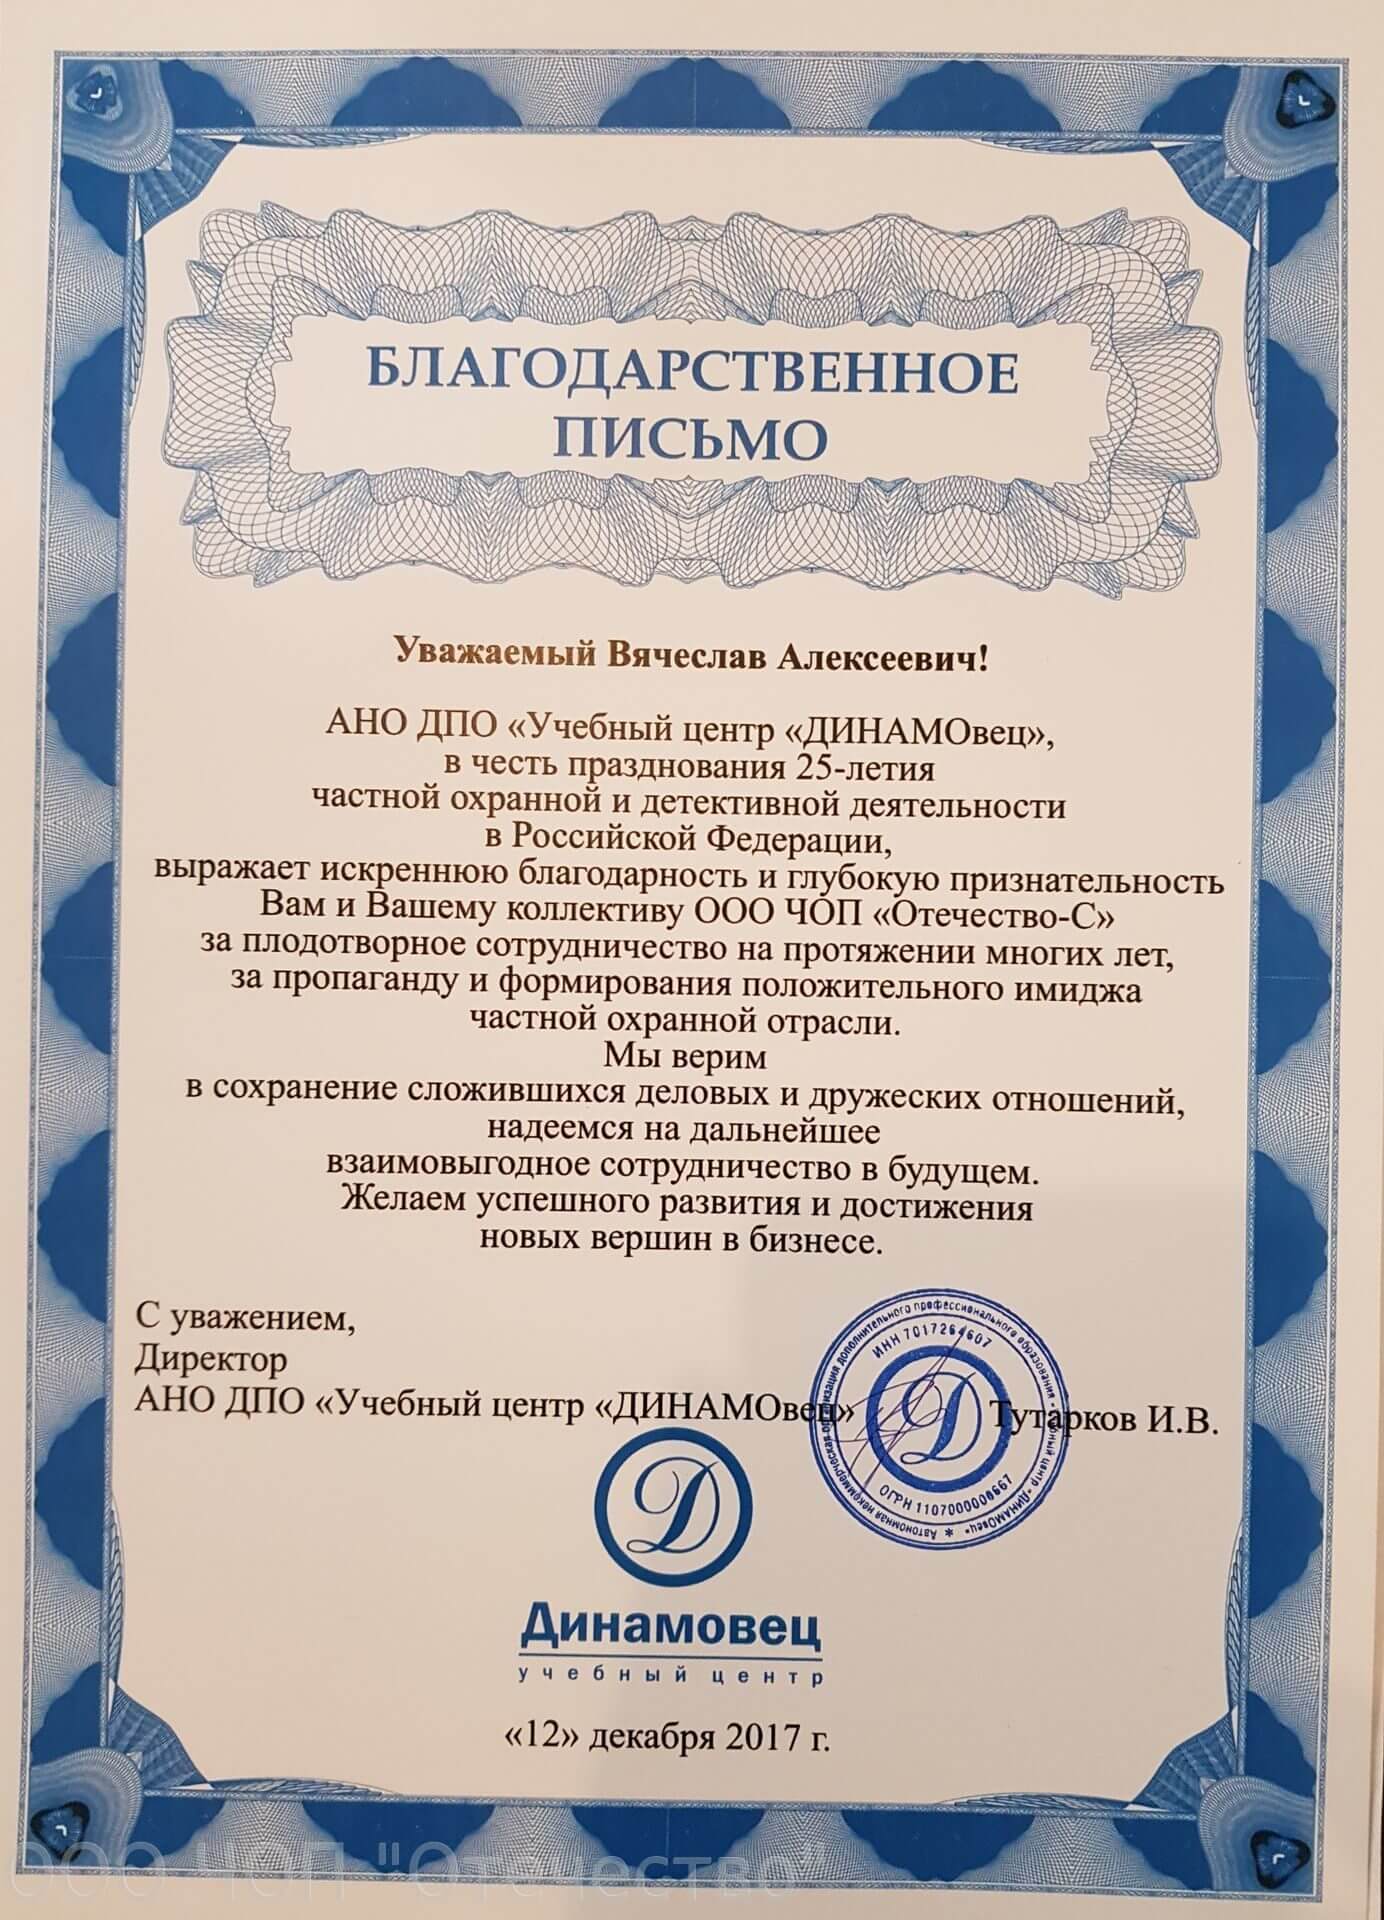 БЛАГОДАРСТВЕННОЕ
ПИСЬМО
Уважаемый Вячеслав Алексеевич!
АНО ДПО «Учебный центр «ДИНАМОвец»,
в честь празднования 25-летия
частной охранной и детективной деятельности
в Российской Федерации,
выражает искреннюю благодарность и глубокую признательность
Вам и Вашему коллективу ООО ЧОП «Отечество-С»
за плодотворное сотрудничество на протяжении многих лет,
за пропаганду и формирования положительного имиджа
частной охранной отрасли.
Мы верим
в сохранение сложившихся деловых и дружеских отношений,
надеемся на дальнейшее
взаимовыгодное сотрудничество в будущем.
Желаем успешного развития и достижения
новых вершин в бизнесе.
С уважением,
Директор
АНО ДПО «Учебный центр «ДИНАМОвец»
Тутарков И.В.
Автономная некоммерческая организация дополнительного профессионального образования «Учебный центр «ДИНАМОвец» *
ИНН 7017264607
Д
ОГРН 1107000000667
Д
Динамовец
учебный центр
«12» декабря 2017 г.
ООО ЧОП "Отечество"